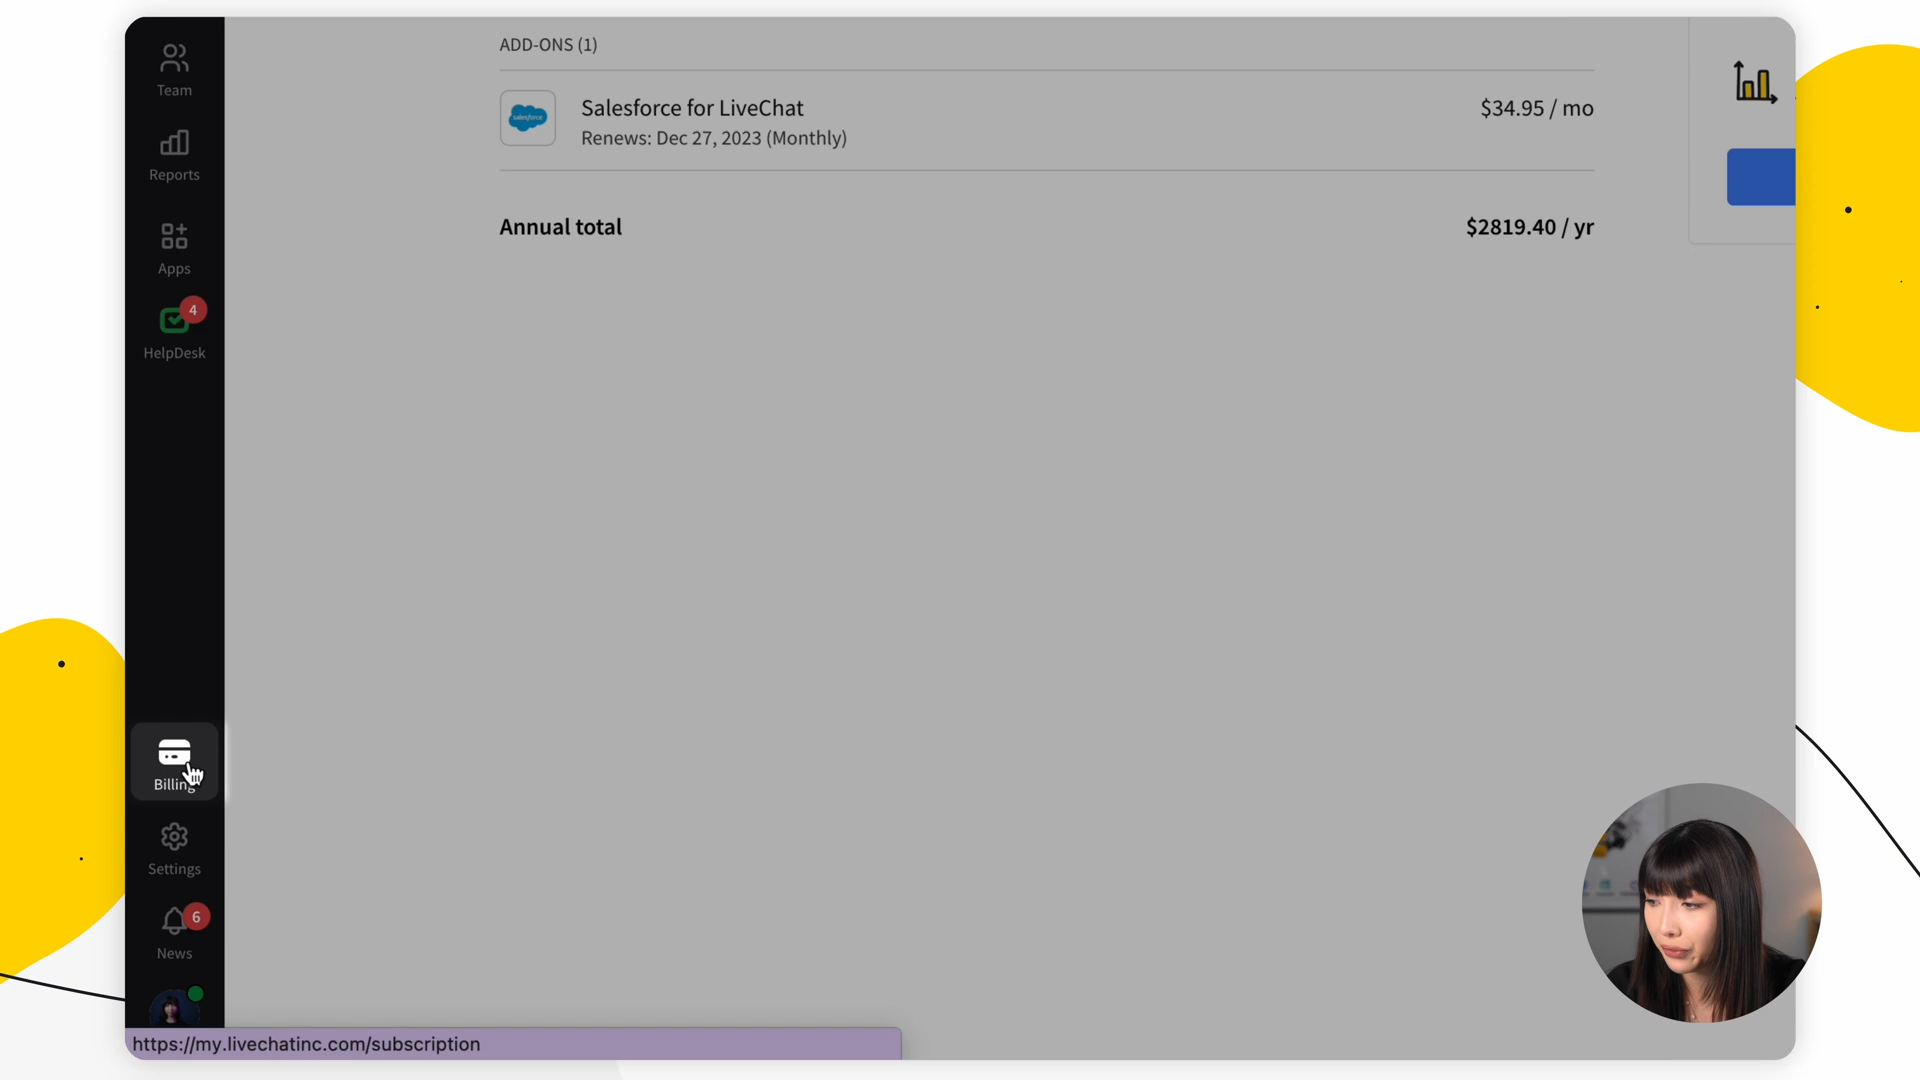 Team
Reports
Apps
4
HelpDesk
Billing
Settings
6
News
ADD-ONS (1)
salesforce
Salesforce for LiveChat
$34.95 / mo
Renews: Dec 27, 2023 (Monthly)
Annual total
$2819.40 / yr
https://my.livechatinc.com/subscription